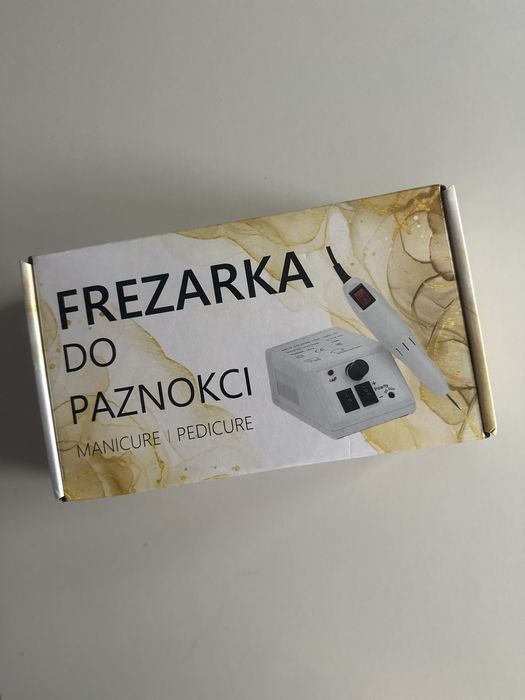 FREZARKA
DO
PAZNOKCI
MANICURE | PEDICURE